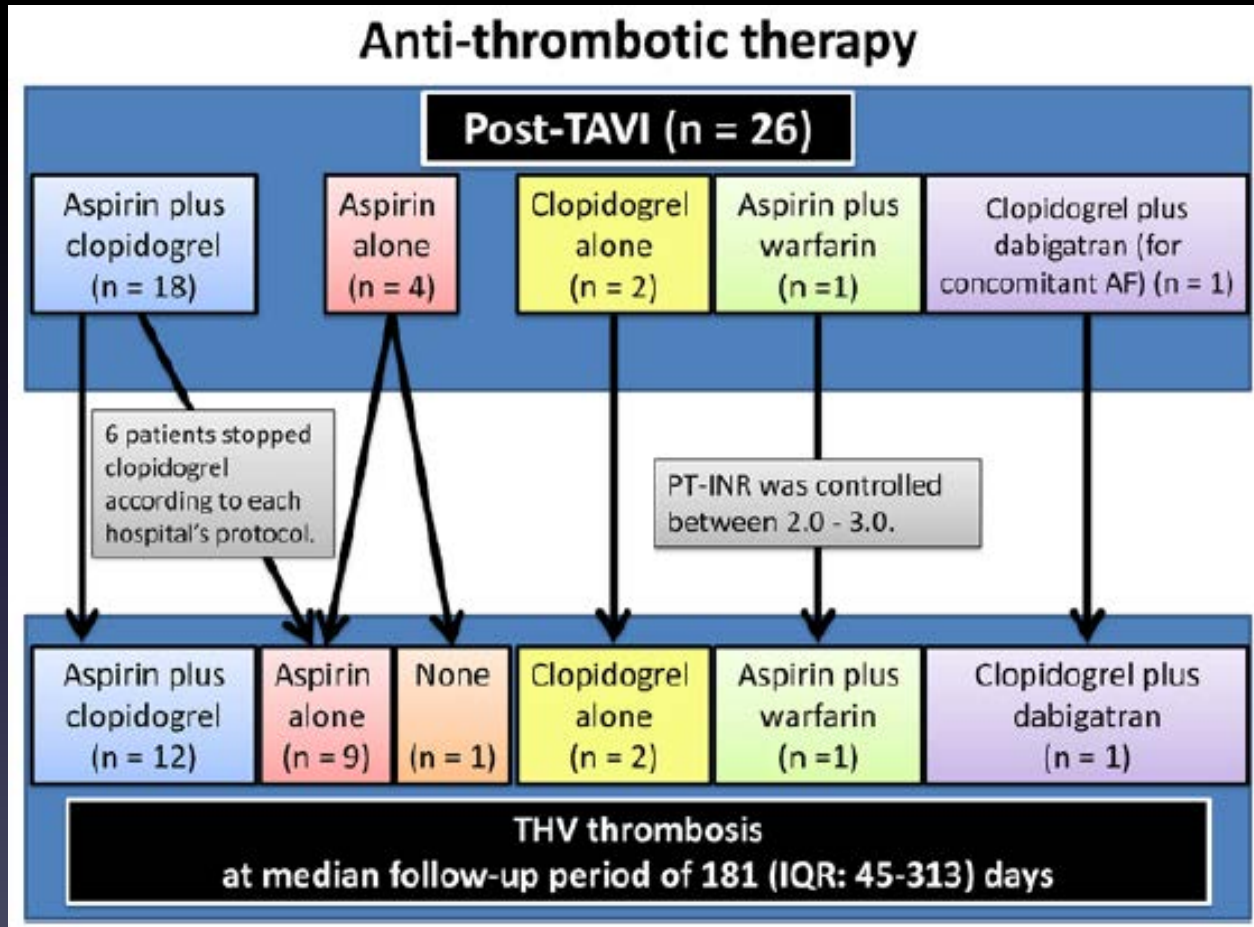 Anti-thrombotic therapy
Post-TAVI (n = 26)
Aspirin plus
clopidogrel
(n = 18)
Aspirin
alone
(n = 4)
Clopidogrel
alone
(n = 2)
Aspirin plus
warfarin
(n =1)
Clopidogrel plus
dabigatran (for
concomitant AF) (n = 1)
6 patients stopped
clopidogrel
according to each
hospital's protocol.
PT-INR was controlled
between 2.0 - 3.0.
Aspirin plus
clopidogrel
(n = 12)
Aspirin
alone
(n = 9)
None
(n = 1)
Clopidogrel
alone
(n = 2)
Aspirin plus
warfarin
(n =1)
Clopidogrel plus
dabigatran
(n = 1)
THV thrombosis
at median follow-up period of 181 (IQR: 45-313) days